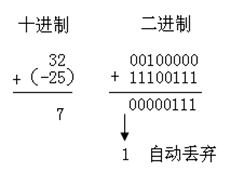 十进制 二进制
32 00100000
+ (-25) + 11100111
7 00000111
1 自动丢弃